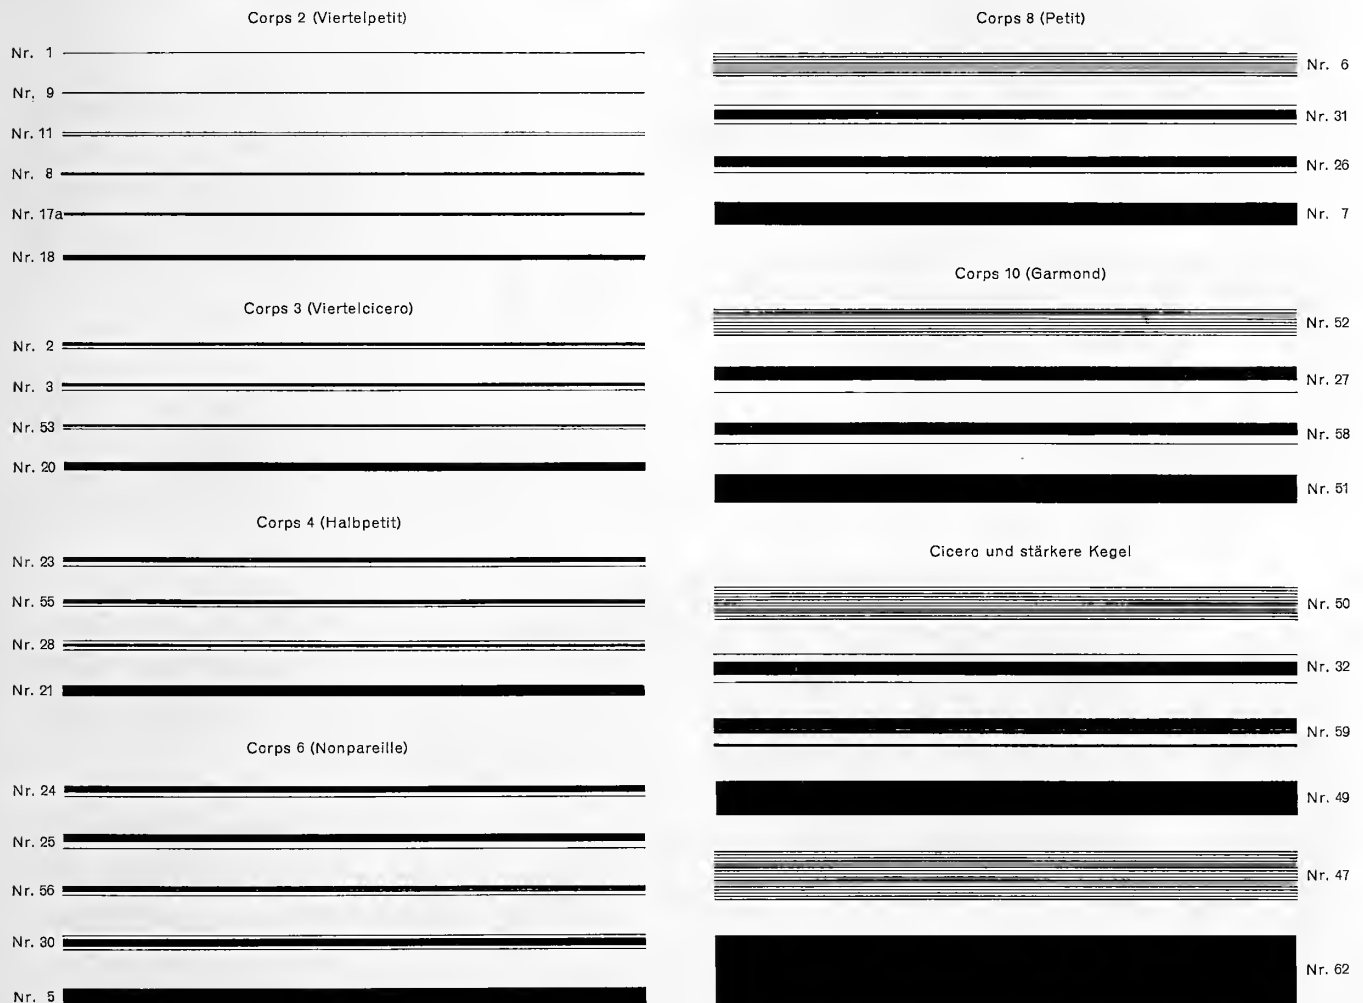 Corps 2 (Viertelpetit)
Nr. 1
Nr. 9
Nr. 11
Nr. 8
Nr. 17a
Nr. 18
Corps 3 (Viertelcicero)
Nr. 2
Nr. 3
Nr. 53
Nr. 20
Corps 4 (Halbpetit)
Nr. 23
Nr. 55
Nr. 28
Nr. 21
Corps 6 (Nonpareille)
Nr. 24
Nr. 25
Nr. 56
Nr. 30
Nr. 5
Corps 8 (Petit)
Nr. 6
Nr. 31
Nr. 26
Nr. 7
Corps 10 (Garmond)
Nr. 52
Nr. 27
Nr. 58
Nr. 51
Cicero und stärkere Kegel
Nr. 50
Nr. 32
Nr. 59
Nr. 49
Nr. 47
Nr. 62